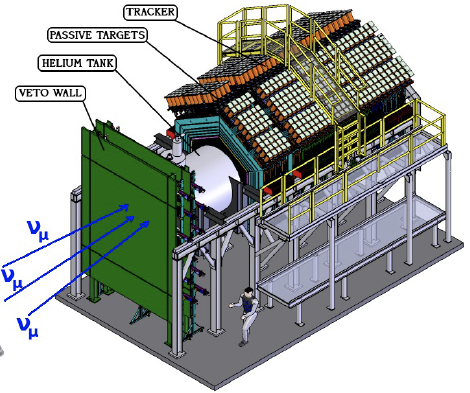 TRACKER
PASSIVE TARGETS
HELIUM TANK
VETO WALL
νμ
νμ
νμ